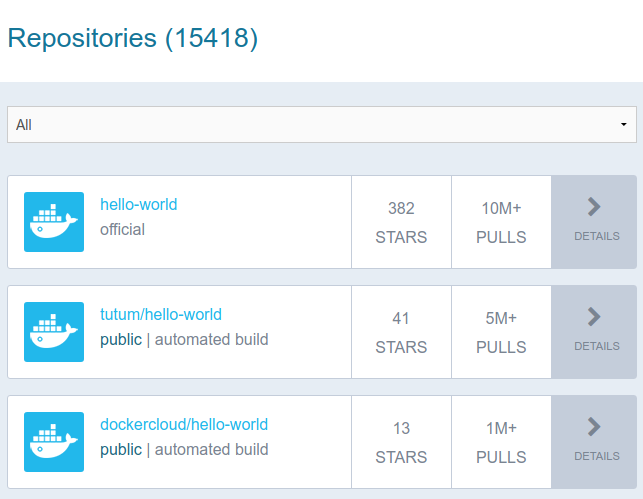 Repositories (15418)
All
hello-world
official
382
STARS
10M+
PULLS
DETAILS
tutum/hello-world
public | automated build
41
STARS
5M+
PULLS
DETAILS
dockercloud/hello-world
public | automated build
13
STARS
1M+
PULLS
DETAILS